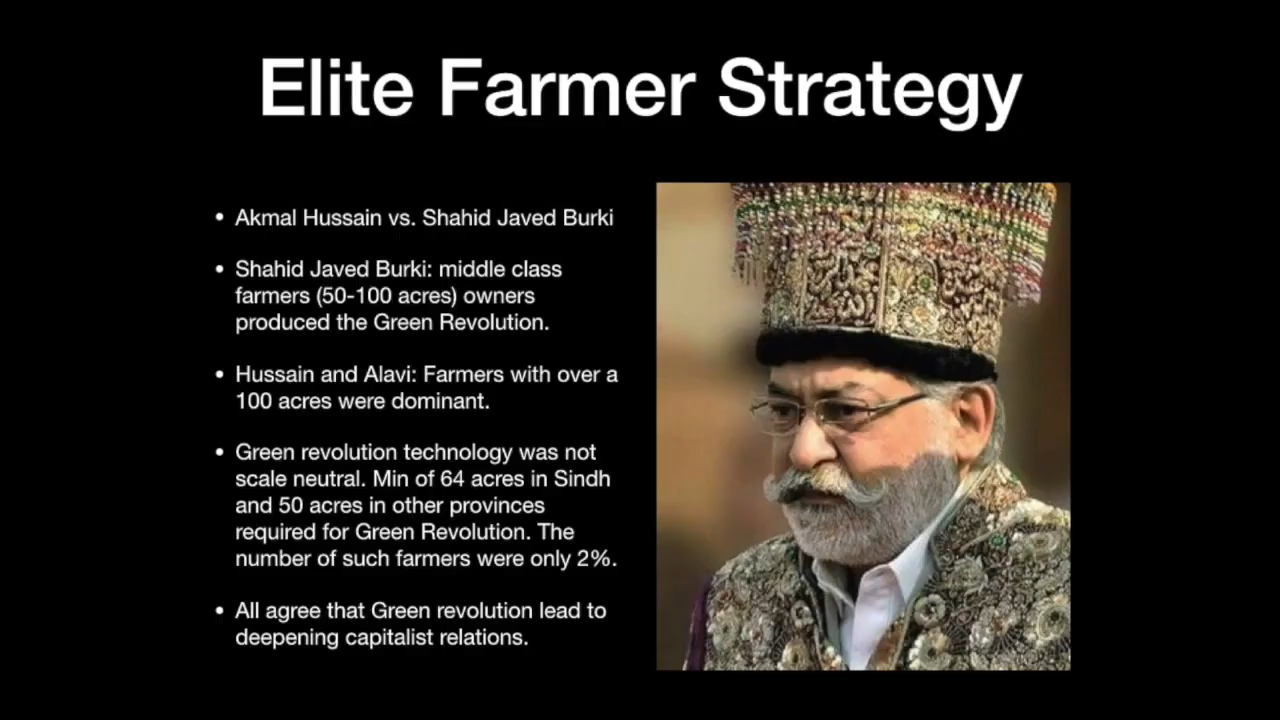 Elite Farmer Strategy
• Akmal Hussain vs. Shahid Javed Burki
• Shahid Javed Burki: middle class
farmers (50-100 acres) owners
produced the Green Revolution.
• Hussain and Alavi: Farmers with over a
100 acres were dominant.
• Green revolution technology was not
scale neutral. Min of 64 acres in Sindh
and 50 acres in other provinces
required for Green Revolution. The
number of such farmers were only 2%.
• All agree that Green revolution lead to
deepening capitalist relations.